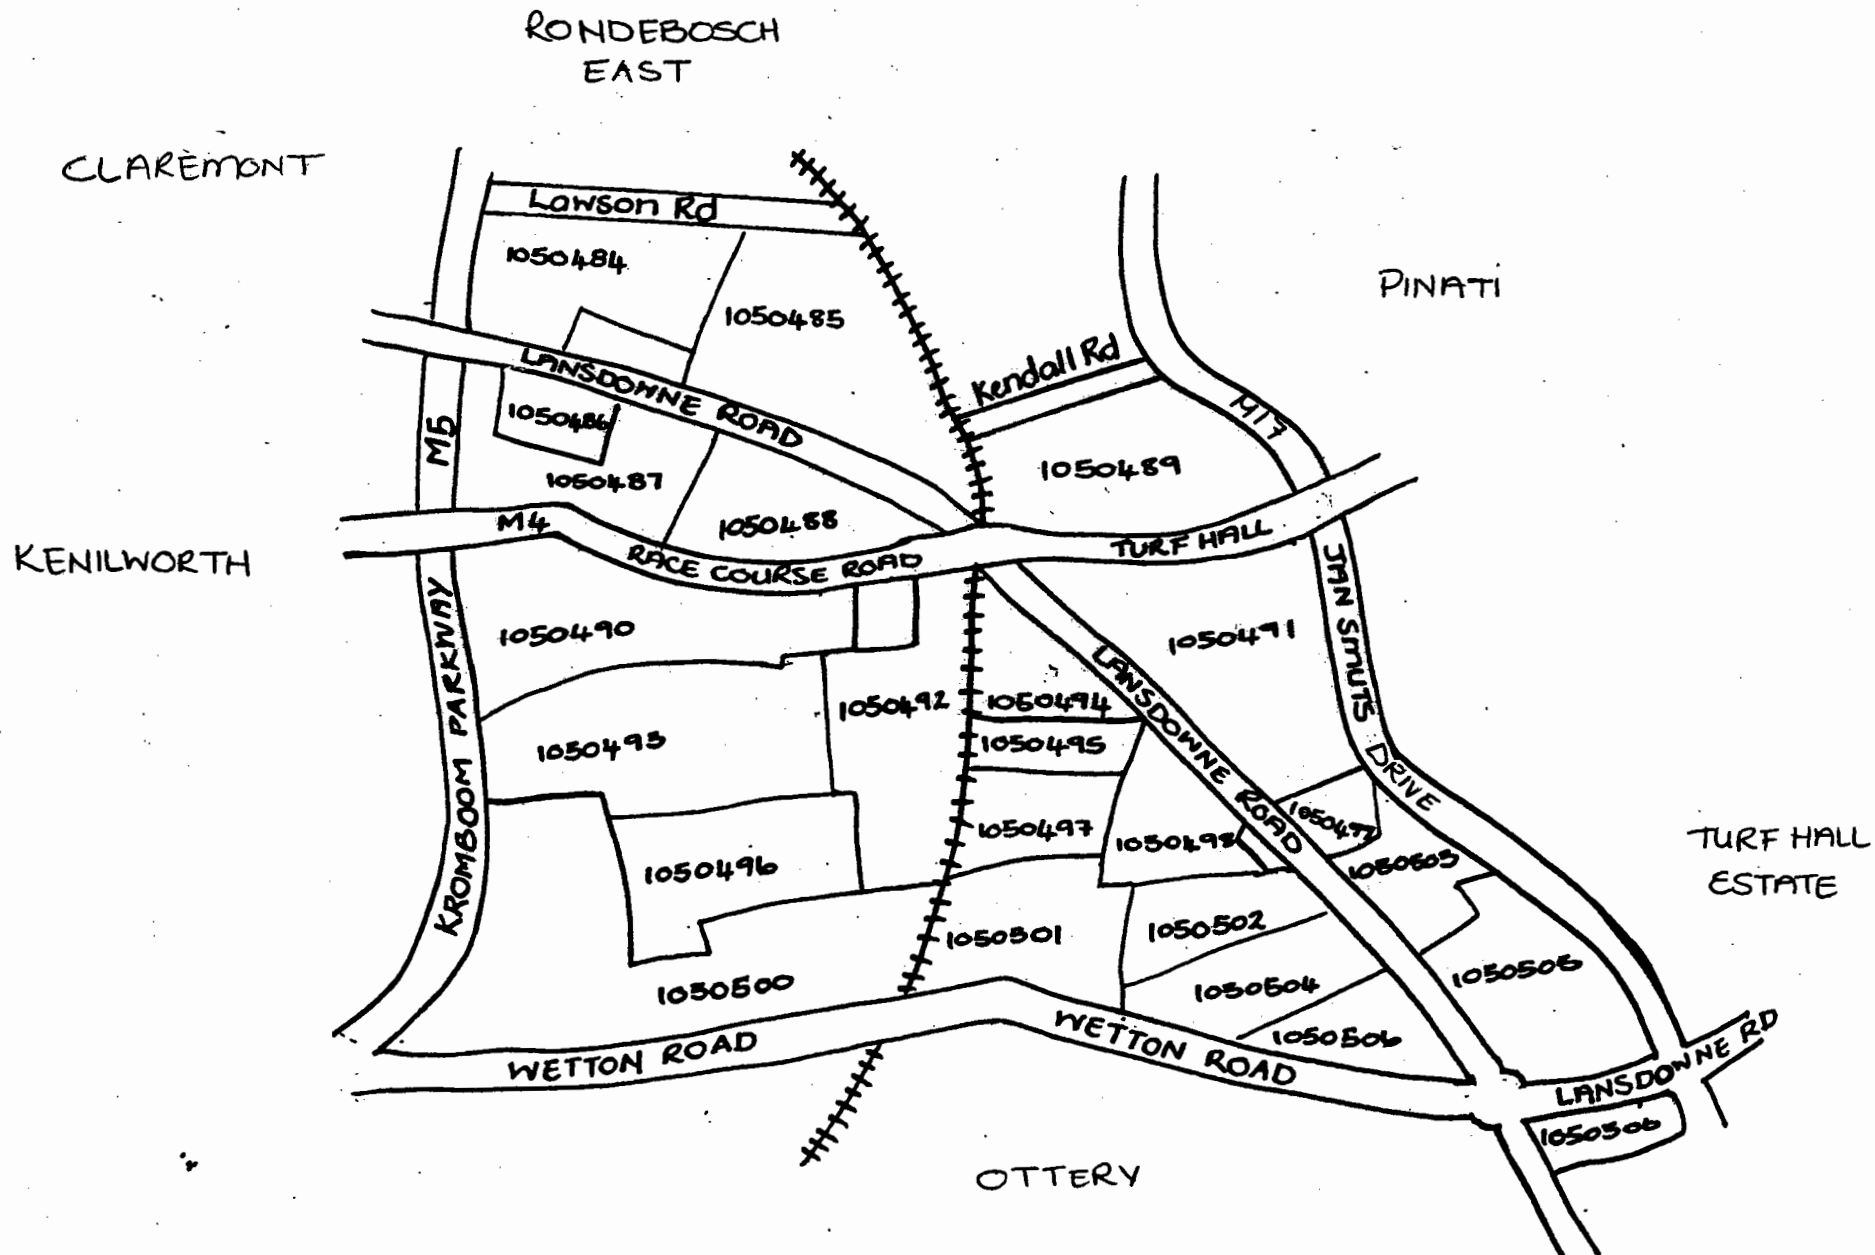 RONDEBOSCH
EAST
CLAREMONT
Lawson Rd
1050484
PINATI
1050485
Kendall Rd
LANSDOWNE ROAD
M17
1050486
M5
1050489
1050487
1050488
M4
RACE COURSE ROAD
TURF HALL
KENILWORTH
JAN SMUTS DRIVE
KROMBOOM PARKWAY
1050490
1050491
LANSDOWNE ROAD
1050492
1050494
1050493
1050495
1050497
1050498
1050499
TURF HALL
ESTATE
1050496
1050503
1050501
1050502
1050505
1050500
1050504
WETTON ROAD
WETTON ROAD
1050506
LANSDOWNE RD
1050506
OTTERY